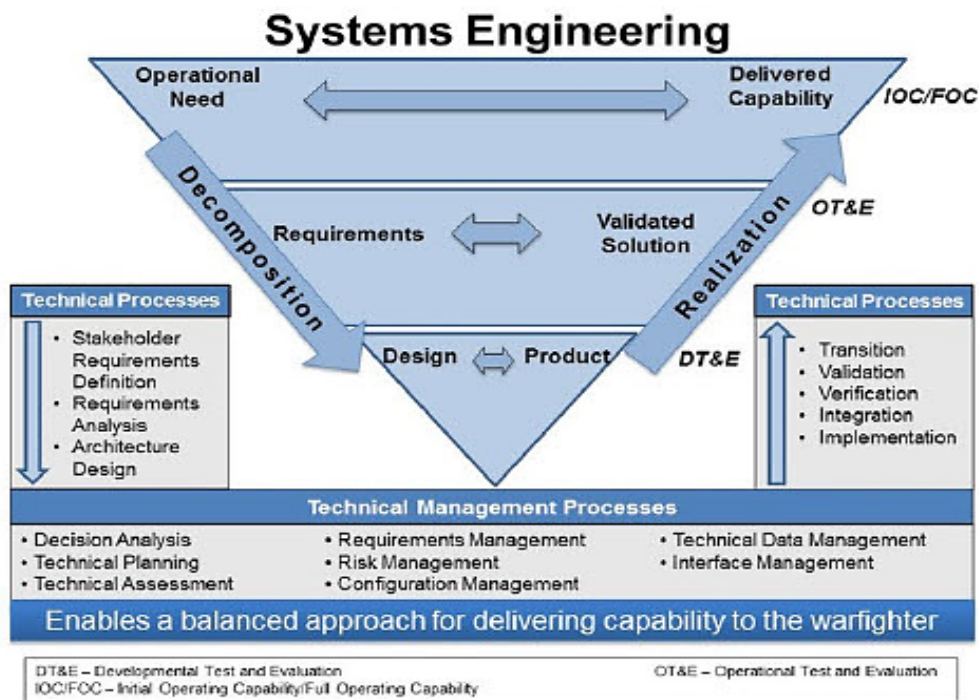 Systems Engineering
Operational
Need
Delivered
Capability
IOC/FOC
Decomposition
Realization
OT&E
Requirements
Validated
Solution
Design
Product
DT&E
Technical Processes
• Stakeholder
Requirements
Definition
• Requirements
Analysis
• Architecture
Design
Technical Processes
• Transition
• Validation
• Verification
• Integration
• Implementation
Technical Management Processes
• Decision Analysis
• Technical Planning
• Technical Assessment
• Requirements Management
• Risk Management
• Configuration Management
• Technical Data Management
• Interface Management
Enables a balanced approach for delivering capability to the warfighter
DT&E – Developmental Test and Evaluation
OT&E – Operational Test and Evaluation
IOC/FOC – Initial Operating Capability/Full Operating Capability